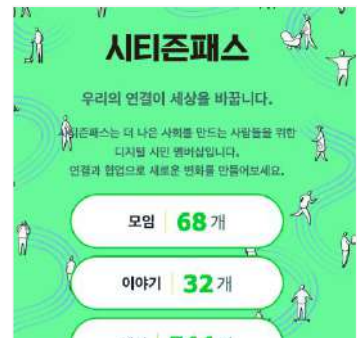 시티즌패스
우리의 연결이 세상을 바꿉니다.
시티즌패스는 더 나은 사회를 만드는 사람들을 위한
디지털 시민 멤버십입니다.
연결과 협업으로 새로운 변화를 만들어보세요.
모임 68 개
이야기 32 개